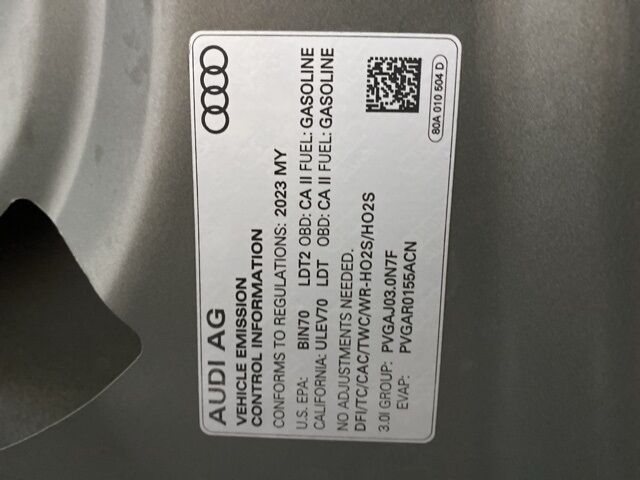 AUDI AG
VEHICLE EMISSION
CONTROL INFORMATION
CONFORMS TO REGULATIONS: 2023 MY
U.S. EPA: BIN70 LDT2 OBD: CA II FUEL: GASOLINE
CALIFORNIA: ULEV70 LDT OBD: CA II FUEL: GASOLINE
NO ADJUSTMENTS NEEDED.
DFI/TC/CAC/TWC/WR-HO2S/HO2S
3.0l GROUP: PVGAJ03.0N7F
EVAP: PVGAR0155ACN
80A 010 504 D